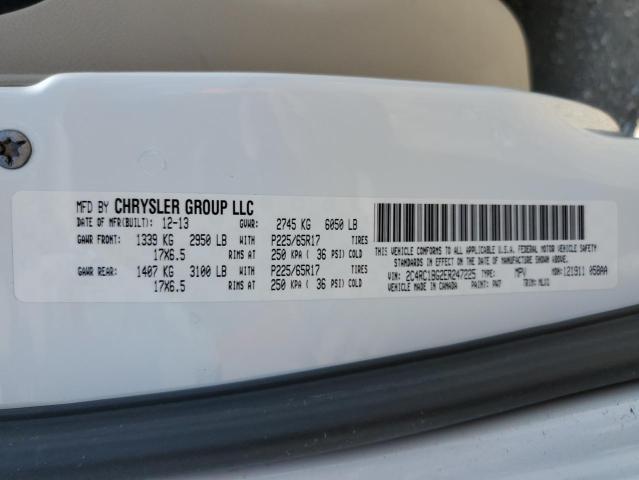 MFD BY CHRYSLER GROUP LLC
DATE OF MFR(BUILT): 12-13 GVWR: 2745 KG 6050 LB
GAWR FRONT: 1339 KG 2950 LB WITH P225/65R17 TIRES
17X6.5 RIMS AT 250 KPA ( 36 PSI) COLD
GAWR REAR: 1407 KG 3100 LB WITH P225/65R17 TIRES
17X6.5 RIMS AT 250 KPA ( 36 PSI) COLD
THIS VEHICLE CONFORMS TO ALL APPLICABLE U.S.A. FEDERAL MOTOR VEHICLE SAFETY
STANDARDS IN EFFECT ON THE DATE OF MANUFACTURE SHOWN ABOVE.
VIN: 2C4RC1BG2ER247225 TYPE: MPV MDH: 121911 058AA
VEHICLE MADE IN CANADA PAINT: PW7 TRIM: